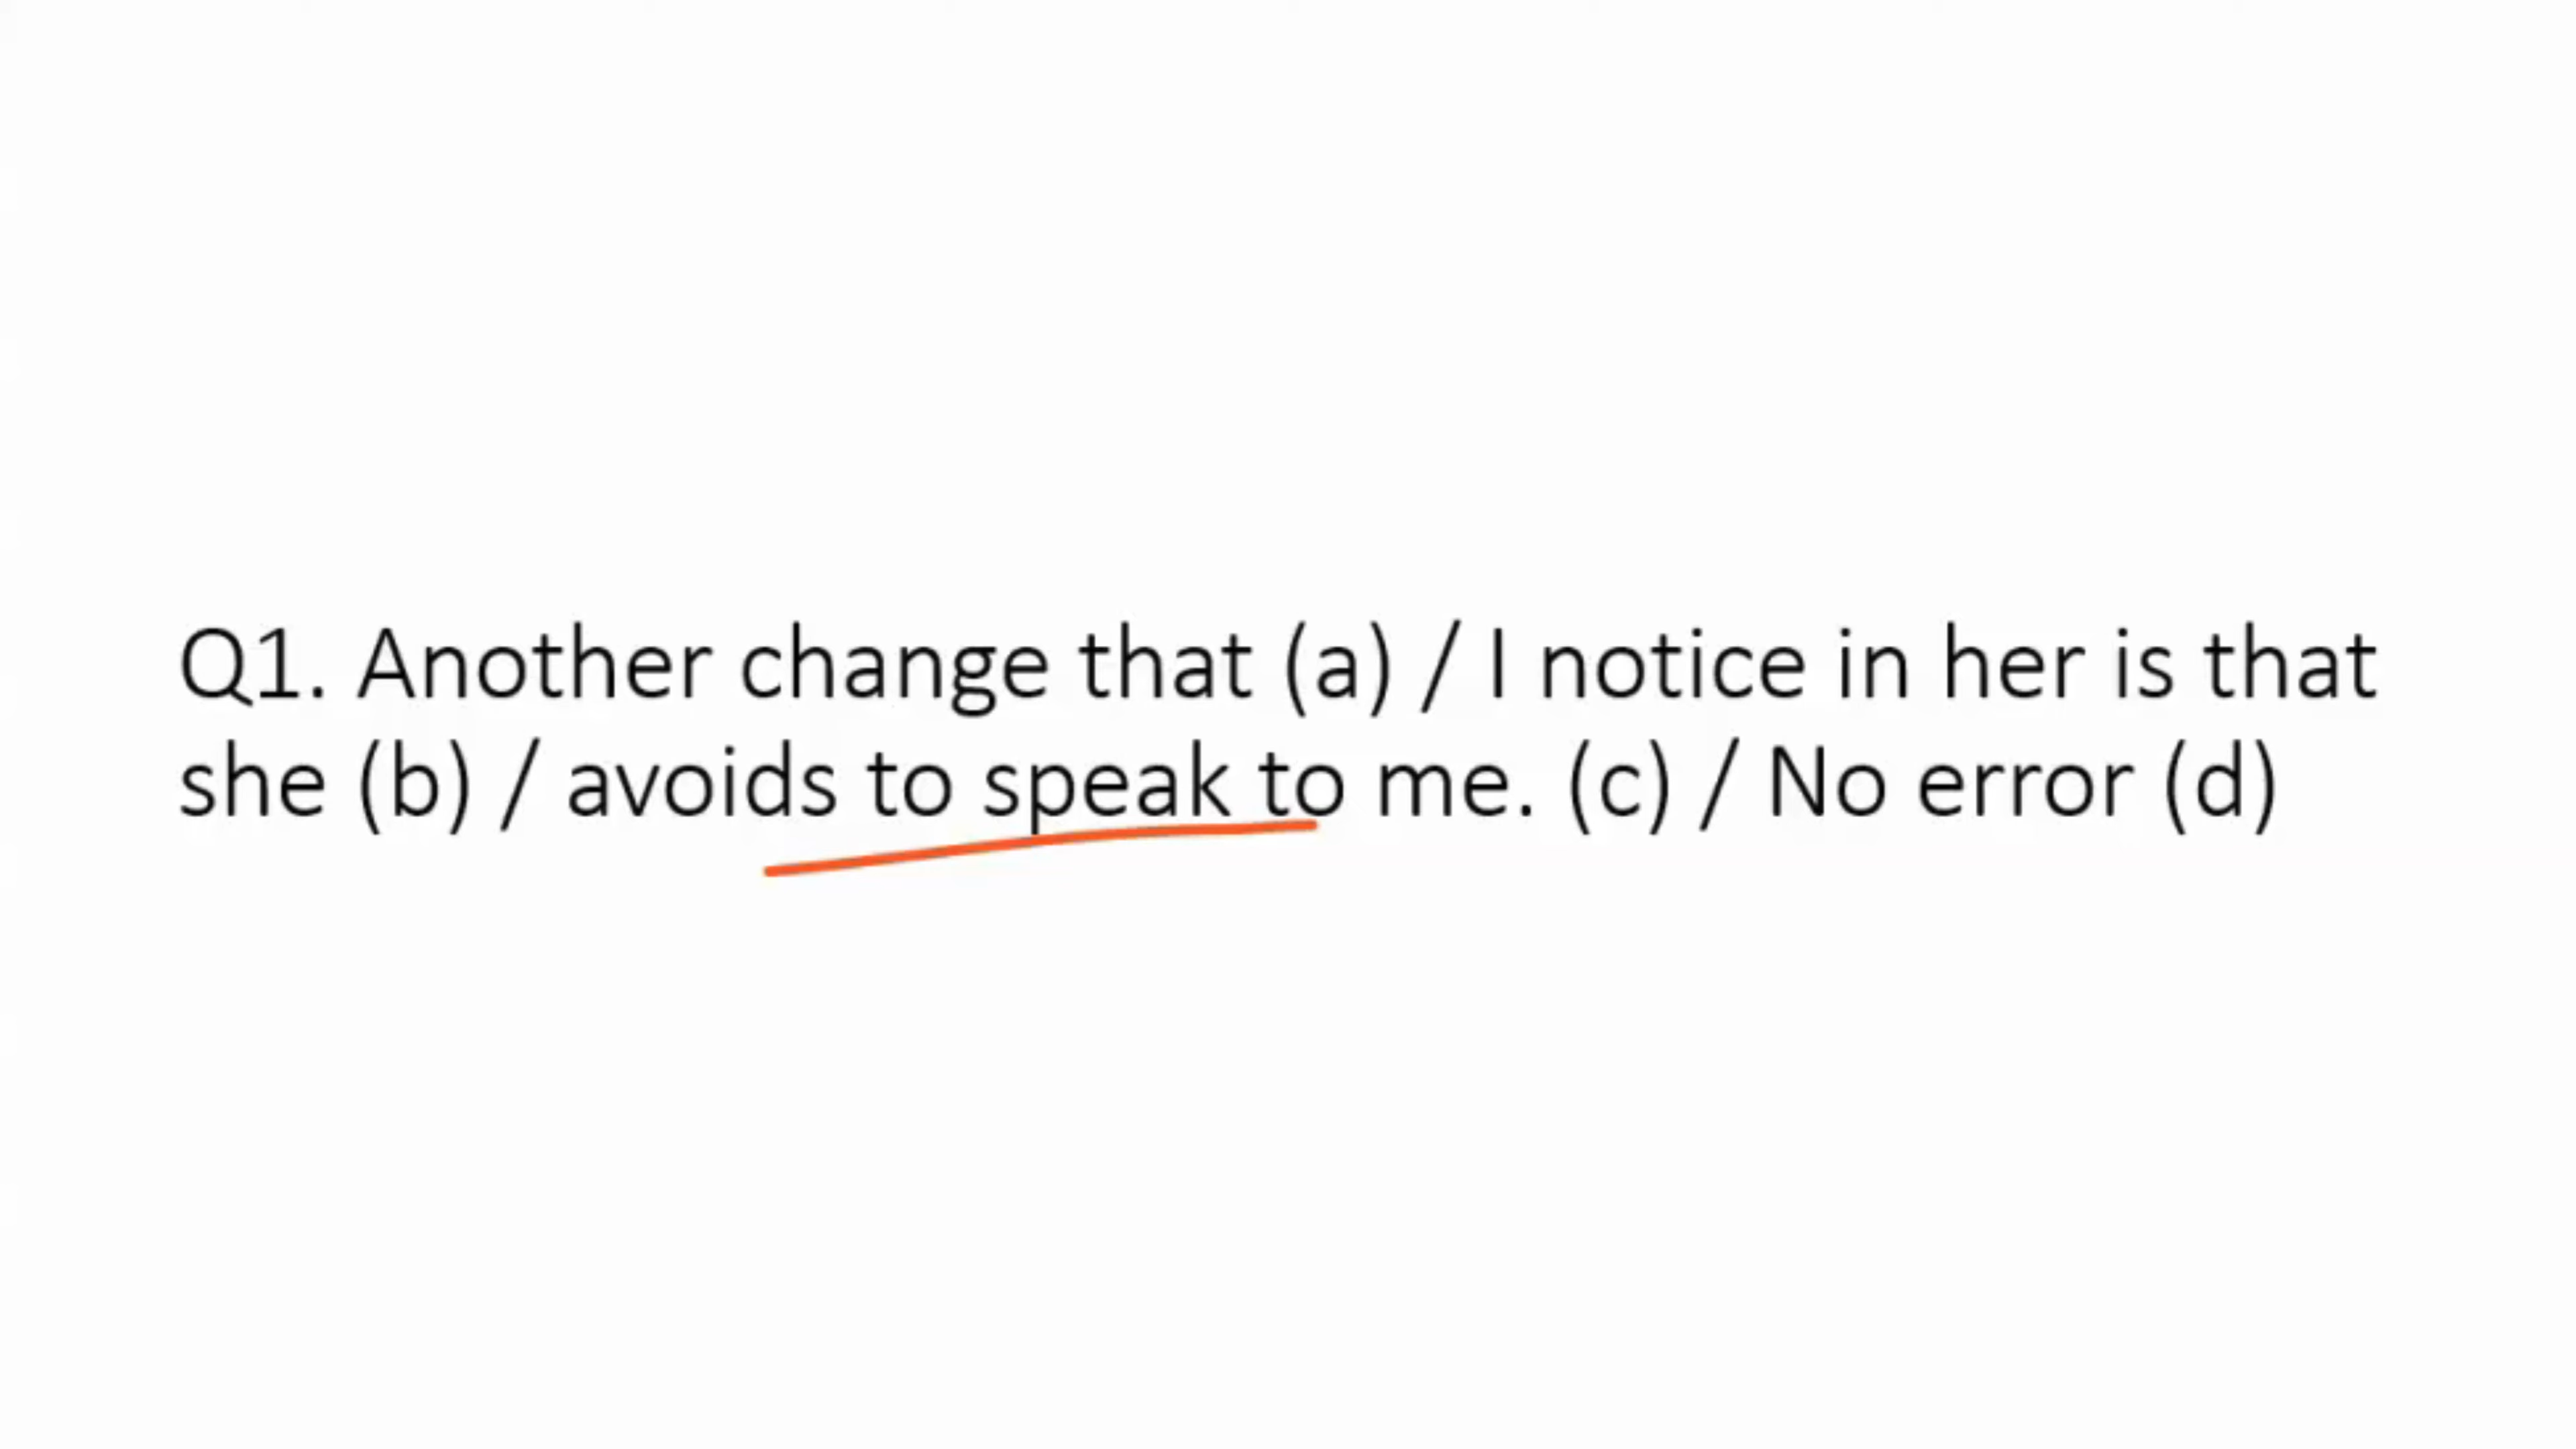 Q1. Another change that (a) / I notice in her is that
she (b) / avoids to speak to me. (c) / No error (d)